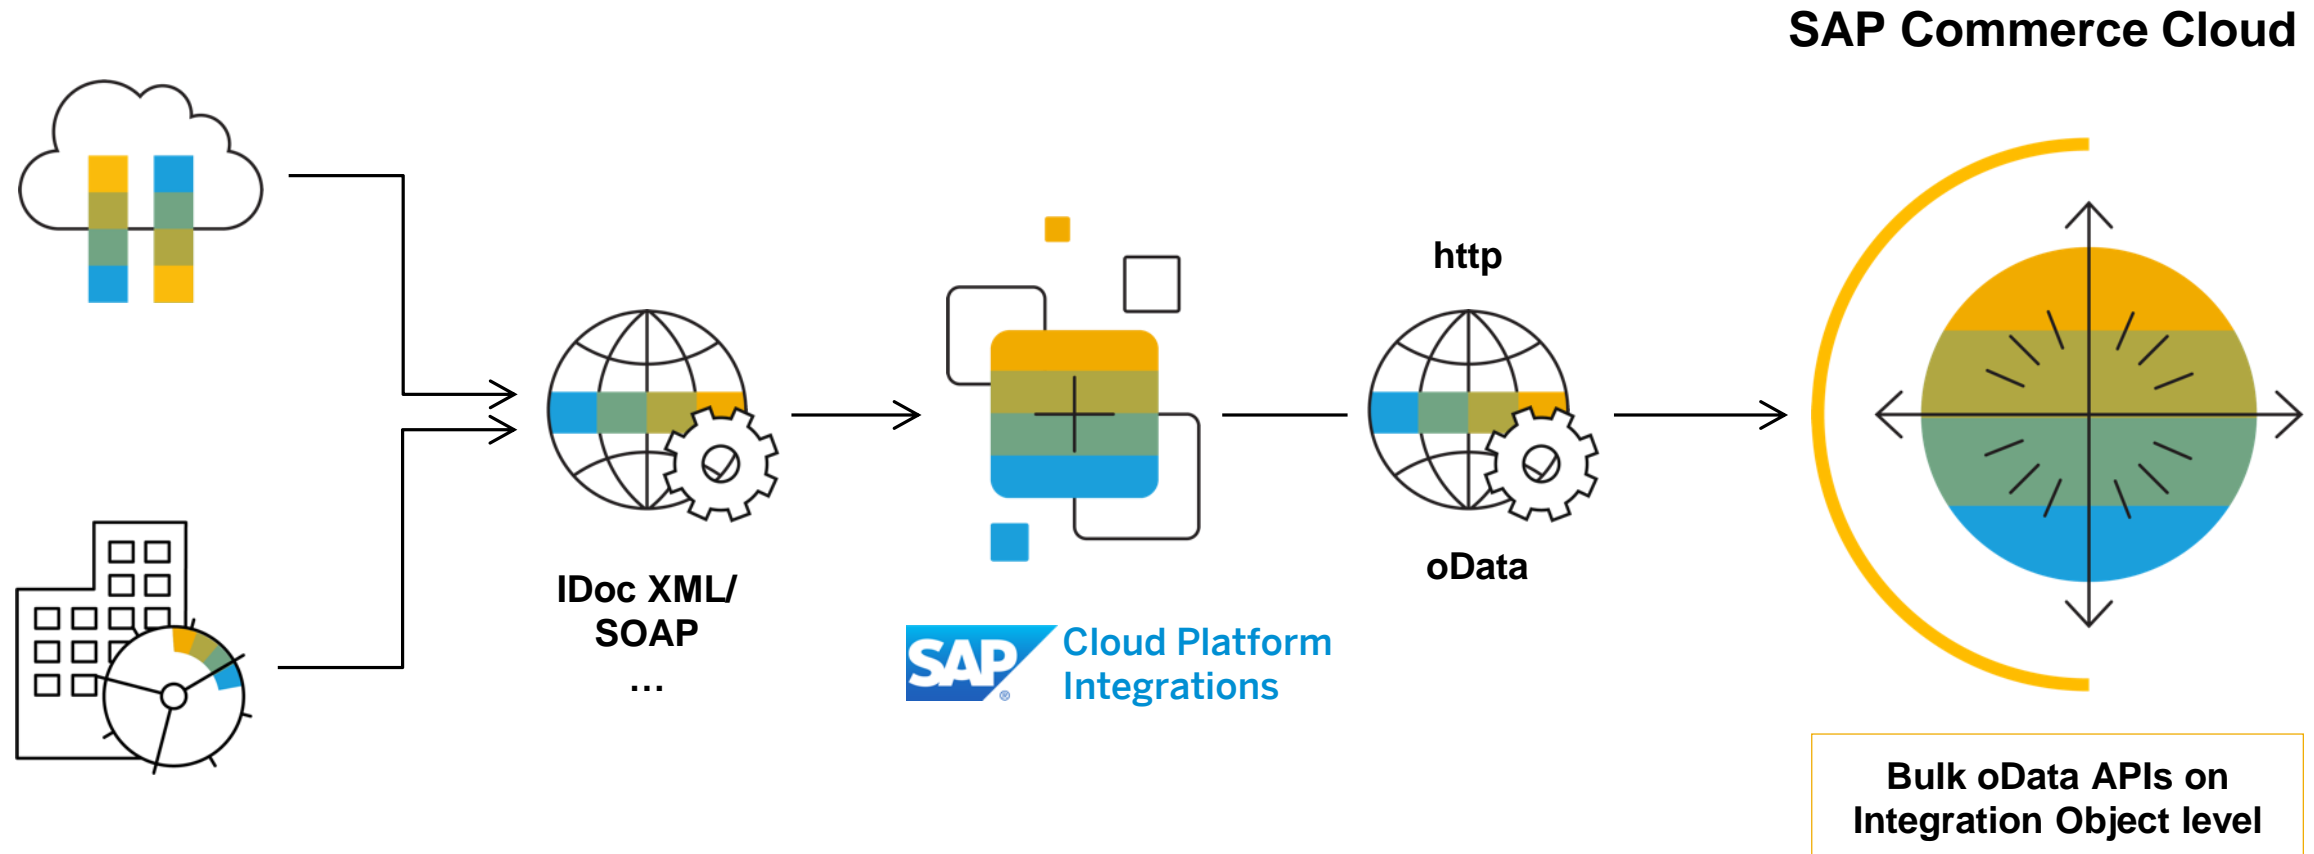 SAP Commerce Cloud
http
oData
IDoc XML/
SOAP
...
SAP®
Cloud Platform
Integrations
Bulk oData APIs on
Integration Object level